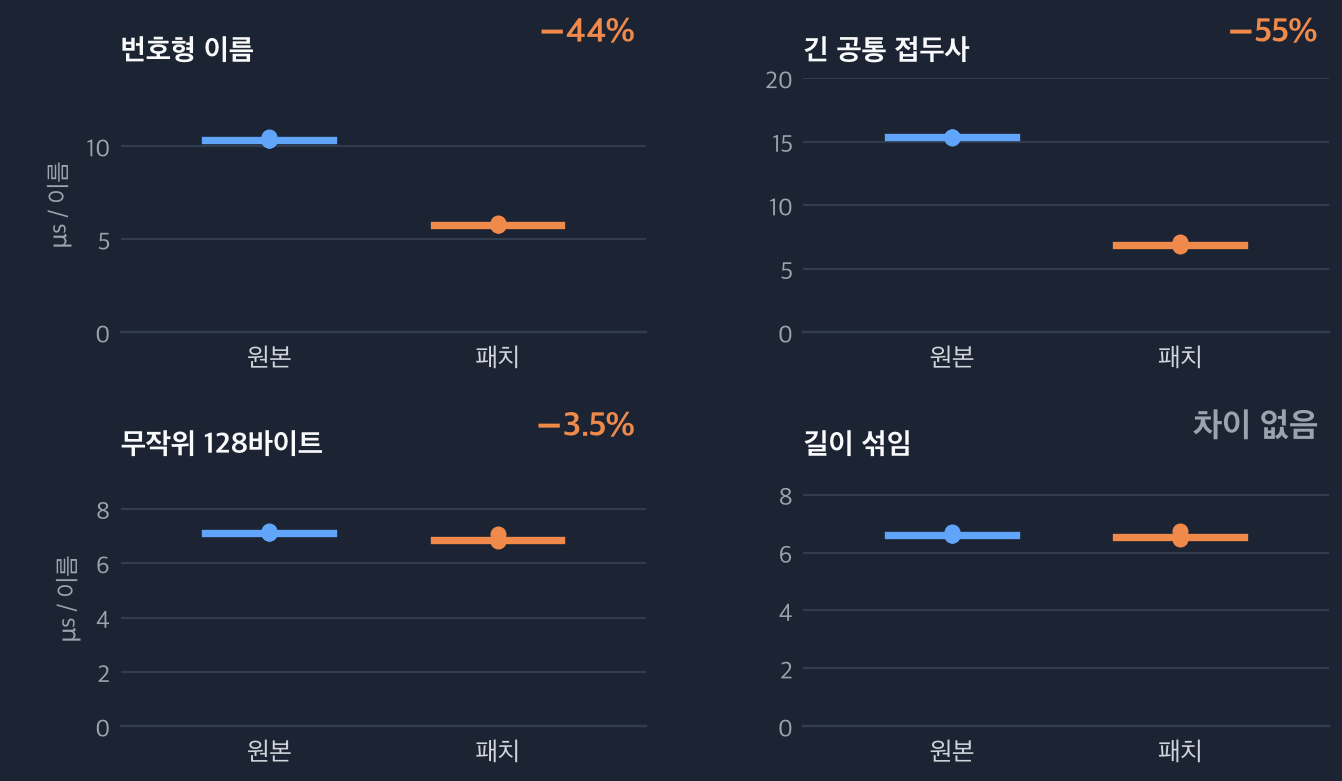 번호형 이름
−44%
10
5
0
μs / 이름
원본
패치
긴 공통 접두사
−55%
20
15
10
5
0
원본
패치
무작위 128바이트
−3.5%
8
6
4
2
0
μs / 이름
원본
패치
길이 섞임
차이 없음
8
6
4
2
0
원본
패치